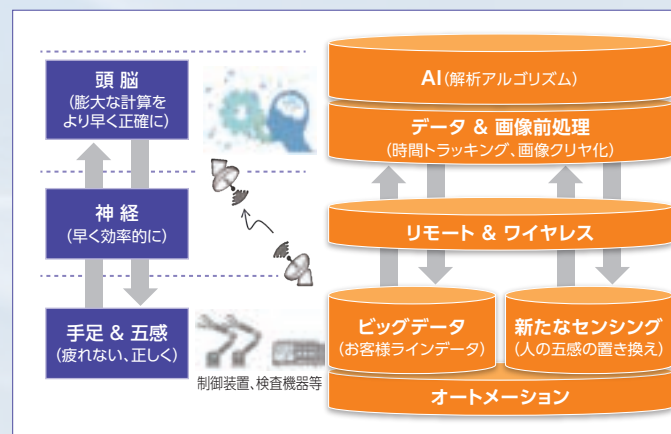 頭 脳
(膨大な計算を
より早く正確に)
神 経
(早く効率的に)
手足 & 五感
(疲れない、正しく)
制御装置、検査機器等
AI(解析アルゴリズム)
データ & 画像前処理
(時間トラッキング、画像クリヤ化)
リモート & ワイヤレス
ビッグデータ
(お客様ラインデータ)
新たなセンシング
(人の五感の置き換え)
オートメーション